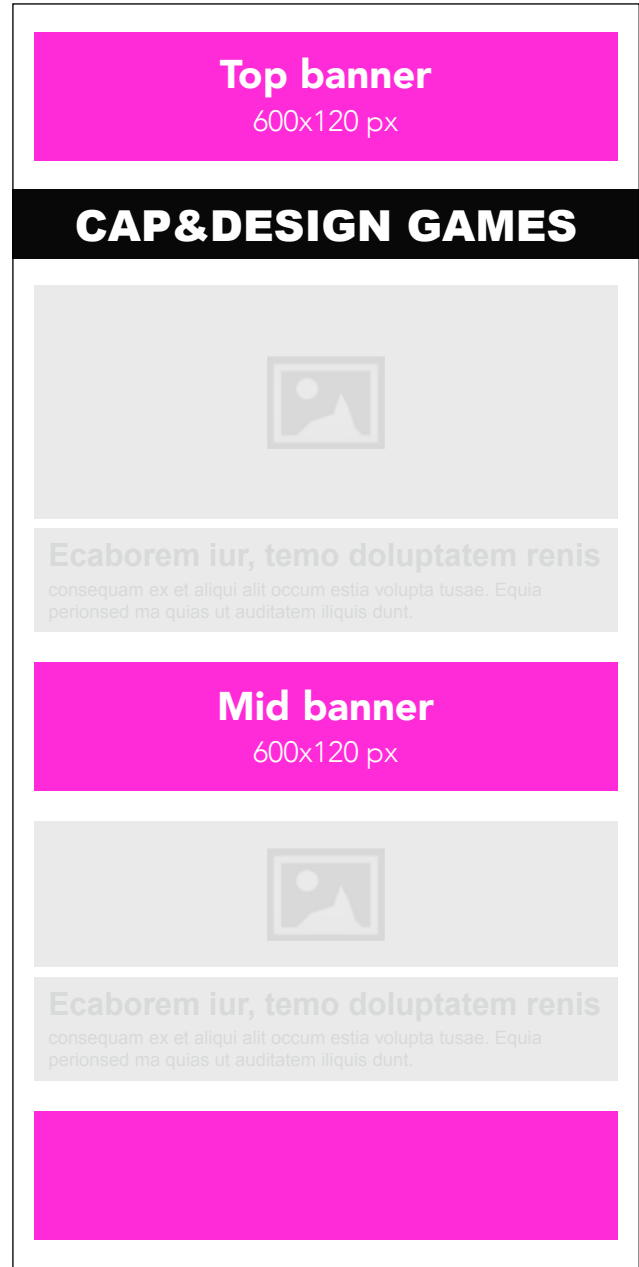 Top banner
600x120 px
CAP&DESIGN GAMES
Ecaborem iur, temo doluptatem renis
consequam ex et aliqui alit occum estia volupta tusae. Equia
perionsed ma quias ut auditatem iliquis dunt.
Mid banner
600x120 px
Ecaborem iur, temo doluptatem renis
consequam ex et aliqui alit occum estia volupta tusae. Equia
perionsed ma quias ut auditatem iliquis dunt.